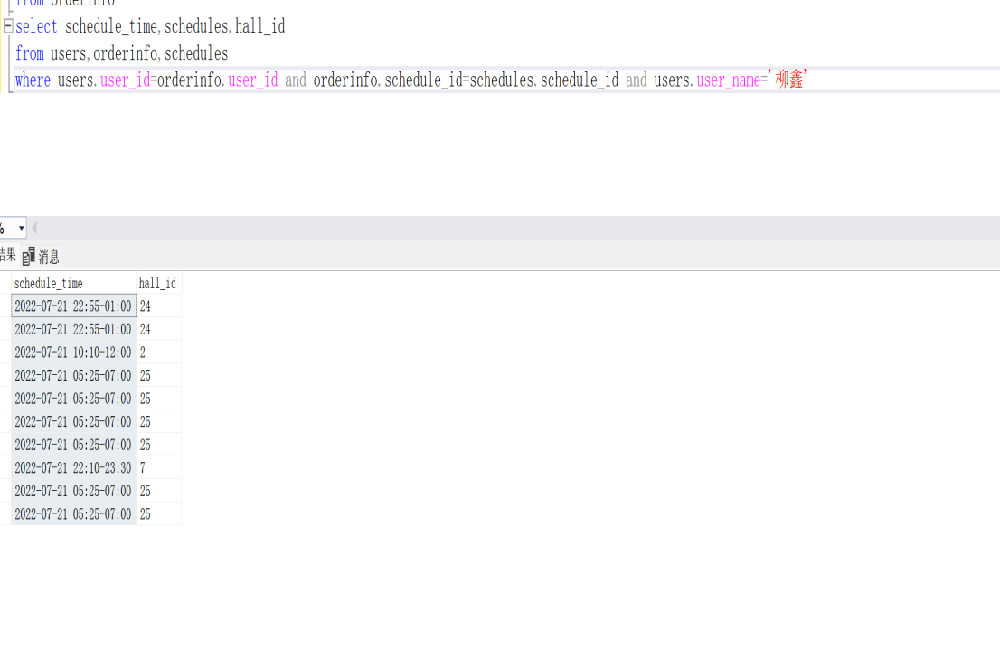 from orderinfo
select schedule_time,schedules.hall_id
from users,orderinfo,schedules
where users.user_id=orderinfo.user_id and orderinfo.schedule_id=schedules.schedule_id and users.user_name='柳鑫'
%
结果 消息
schedule_time hall_id
2022-07-21 22:55-01:00 24
2022-07-21 22:55-01:00 24
2022-07-21 10:10-12:00 2
2022-07-21 05:25-07:00 25
2022-07-21 05:25-07:00 25
2022-07-21 05:25-07:00 25
2022-07-21 05:25-07:00 25
2022-07-21 22:10-23:30 7
2022-07-21 05:25-07:00 25
2022-07-21 05:25-07:00 25